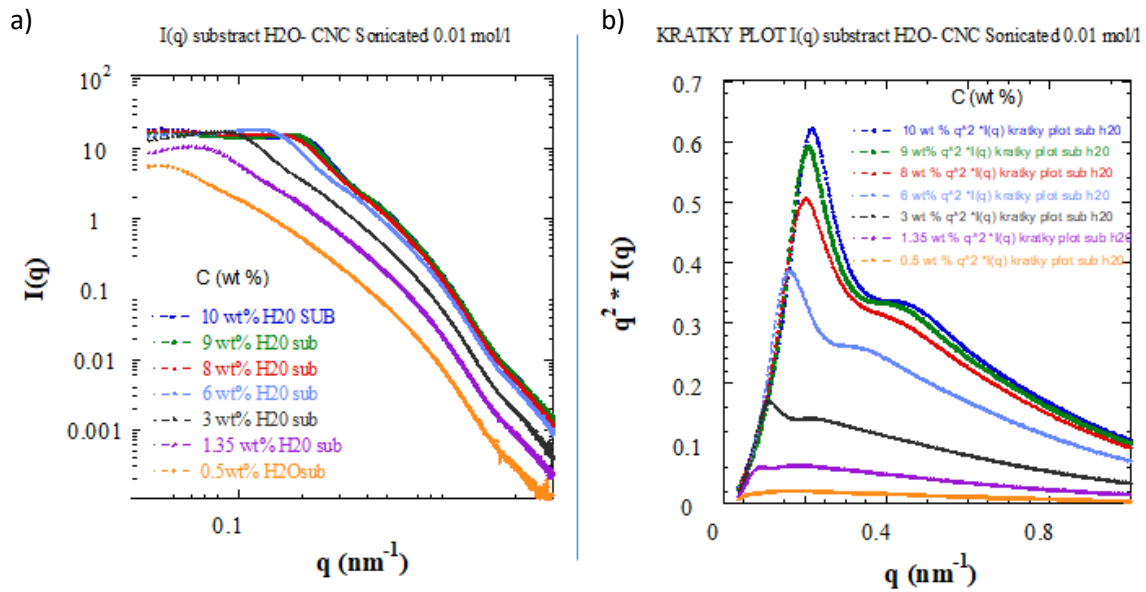 a)
I(q) substract H2O- CNC Sonicated 0.01 mol/l
10²
10
1
0.1
0.01
0.001
I(q)
C (wt %)
10 wt% H20 SUB
9 wt% H20 sub
8 wt% H20 sub
6 wt% H20 sub
3 wt% H20 sub
1.35 wt% H20 sub
0.5wt% H2Osub
0.1
q (nm⁻¹)
b)
KRATKY PLOT I(q) substract H2O- CNC Sonicated 0.01 mol/l
0.7
0.6
0.5
0.4
0.3
0.2
0.1
0
q² * I(q)
C (wt %)
10 wt % q^2 *I(q) kratky plot sub h20
9 wt% q^2 *I(q) kratky plot sub h20
8 wt % q^2 *I(q) kratky plot sub h20
6 wt% q^2 *I(q) kratky plot sub h20
3 wt % q^2 *I(q) kratky plot sub h20
1.35 wt % q^2 *I(q) kratky plot sub h20
0.5 wt % q^2 *I(q) kratky plot sub h20
0 0.4 0.8
q (nm⁻¹)